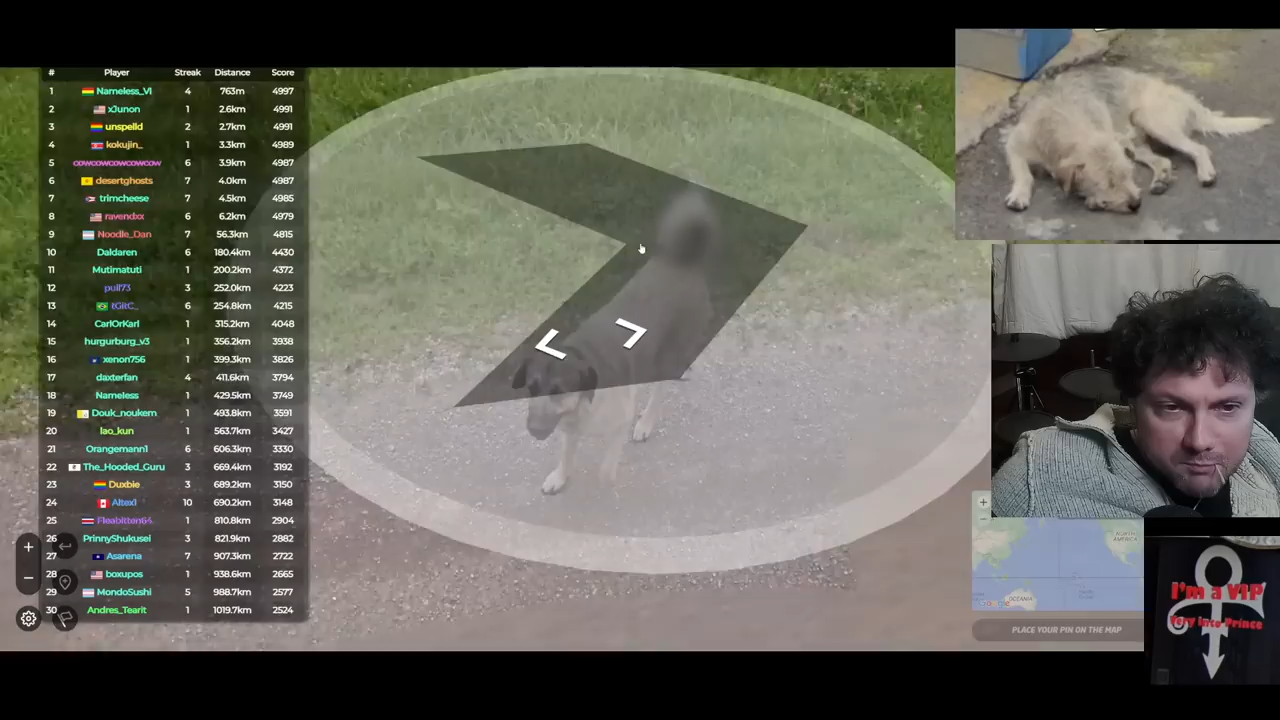 # Player Streak Distance Score
1 Nameless_VI 4 763m 4997
2 xJunon 1 2.6km 4991
3 unspelld 2 2.7km 4991
4 kokujin_ 1 3.3km 4989
5 cowcowcowcowcow 6 3.9km 4987
6 desertghosts 7 4.0km 4987
7 trimcheese 7 4.5km 4985
8 ravendxx 6 6.2km 4979
9 Noodle_Dan 7 56.3km 4815
10 Daldaren 6 180.4km 4430
11 Mutimatuti 1 200.2km 4372
12 pull73 3 252.0km 4223
13 tGitC_ 6 254.8km 4215
14 CarlOrKarl 1 315.2km 4048
15 hurgurburg_v3 1 356.2km 3938
16 xenon756 1 399.3km 3826
17 daxterfan 4 411.6km 3794
18 Nameless 1 429.5km 3749
19 Douk_noukem 1 493.8km 3591
20 lao_kun 1 563.7km 3427
21 Orangemann1 6 606.3km 3330
22 The_Hooded_Guru 3 669.4km 3192
23 Duxbie 3 689.2km 3150
24 Altex1 10 690.2km 3148
25 Fleabitten64 1 810.8km 2904
26 PrinnyShukusei 3 821.9km 2882
27 Asarena 7 907.3km 2722
28 boxupos 1 938.6km 2665
29 MondoSushi 5 988.7km 2577
30 Andres_Tearit 1 1019.7km 2524
NORTH
AMERICA
OCEANIA
Google
PLACE YOUR PIN ON THE MAP
I'm a VIP
Very Into Prince